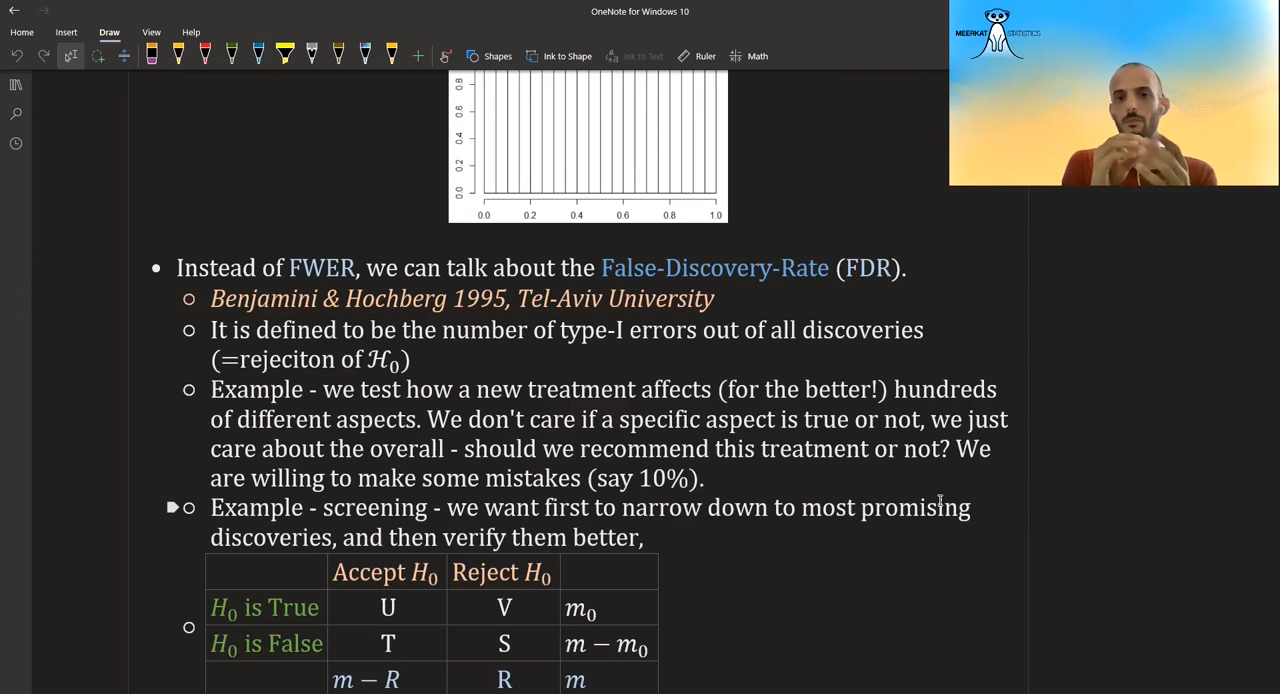 OneNote for Windows 10
Home Insert Draw View Help
Shapes Ink to Shape Ink to Text Ruler Math
MEERKAT STATISTICS
0.8
0.6
0.4
0.2
0.0
0.0 0.2 0.4 0.6 0.8 1.0
• Instead of FWER, we can talk about the False-Discovery-Rate (FDR).
○ Benjamini & Hochberg 1995, Tel-Aviv University
○ It is defined to be the number of type-I errors out of all discoveries
(=rejeciton of ℋ₀)
○ Example - we test how a new treatment affects (for the better!) hundreds
of different aspects. We don't care if a specific aspect is true or not, we just
care about the overall - should we recommend this treatment or not? We
are willing to make some mistakes (say 10%).
○ Example - screening - we want first to narrow down to most promising
discoveries, and then verify them better,
Accept H₀ Reject H₀
H₀ is True U V m₀
H₀ is False T S m − m₀
m − R R m